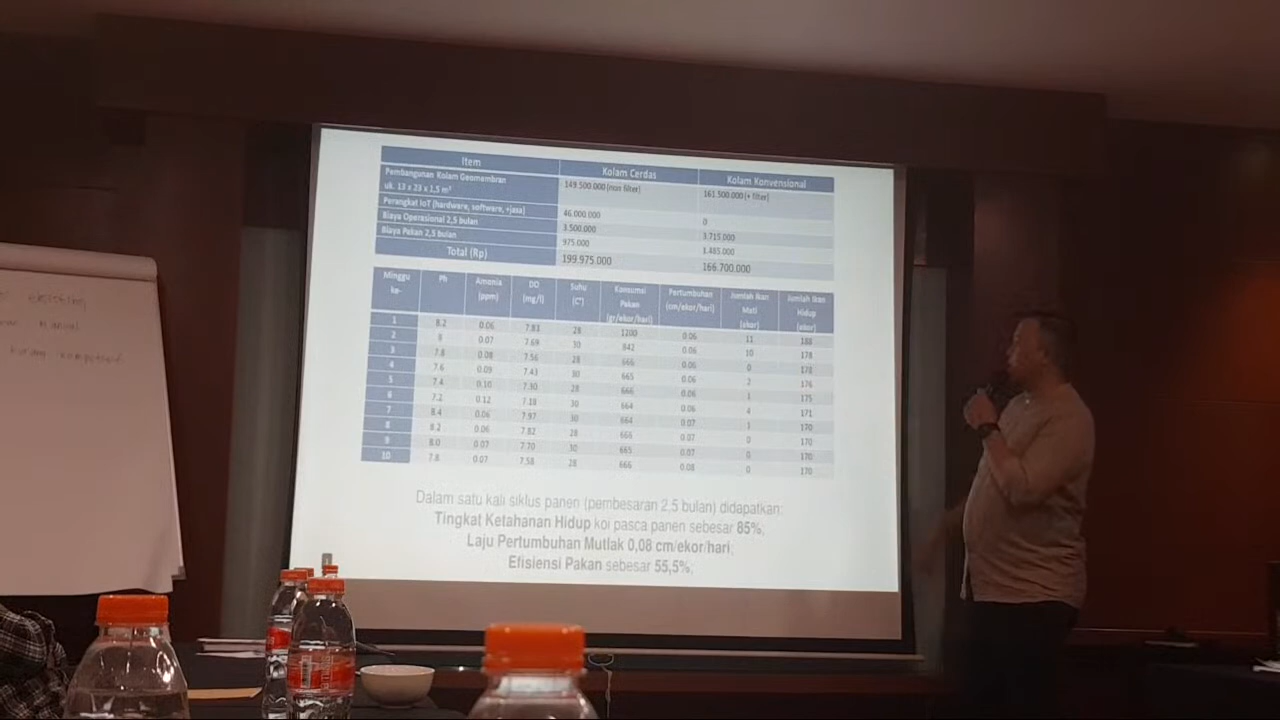 Item Kolam Cerdas Kolam Konvensional
Pembangunan Kolam Geomembran uk. 13 x 23 x 1,5 m³ 149.500.000 (non filter) 161.500.000 (+ filter)
Perangkat IoT (hardware, software, +jasa) 46.000.000 0
Biaya Operasional 2,5 bulan 3.500.000 3.715.000
Biaya Pakan 2,5 bulan 975.000 1.485.000
Total (Rp) 199.975.000 166.700.000
Minggu ke- Ph Amonia (ppm) DO (mg/l) Suhu (C°) Konsumsi Pakan (gr/ekor/hari) Pertumbuhan (cm/ekor/hari) Jumlah Ikan Mati (ekor) Jumlah Ikan Hidup (ekor)
1 8.2 0.06 7.83 28 1200 0.06 11 188
2 8 0.07 7.69 30 842 0.06 10 178
3 7.8 0.08 7.56 28 666 0.06 0 178
4 7.6 0.09 7.43 30 665 0.06 2 176
5 7.4 0.10 7.30 28 666 0.06 1 175
6 7.2 0.12 7.18 30 664 0.06 4 171
7 8.4 0.06 7.97 30 664 0.07 1 170
8 8.2 0.06 7.82 28 666 0.07 0 170
9 8.0 0.07 7.70 30 665 0.07 0 170
10 7.8 0.07 7.58 28 666 0.08 0 170
Dalam satu kali siklus panen (pembesaran 2,5 bulan) didapatkan:
Tingkat Ketahanan Hidup koi pasca panen sebesar 85%;
Laju Pertumbuhan Mutlak 0,08 cm/ekor/hari;
Efisiensi Pakan sebesar 55,5%;
existing
Manual
kurang kompetitif